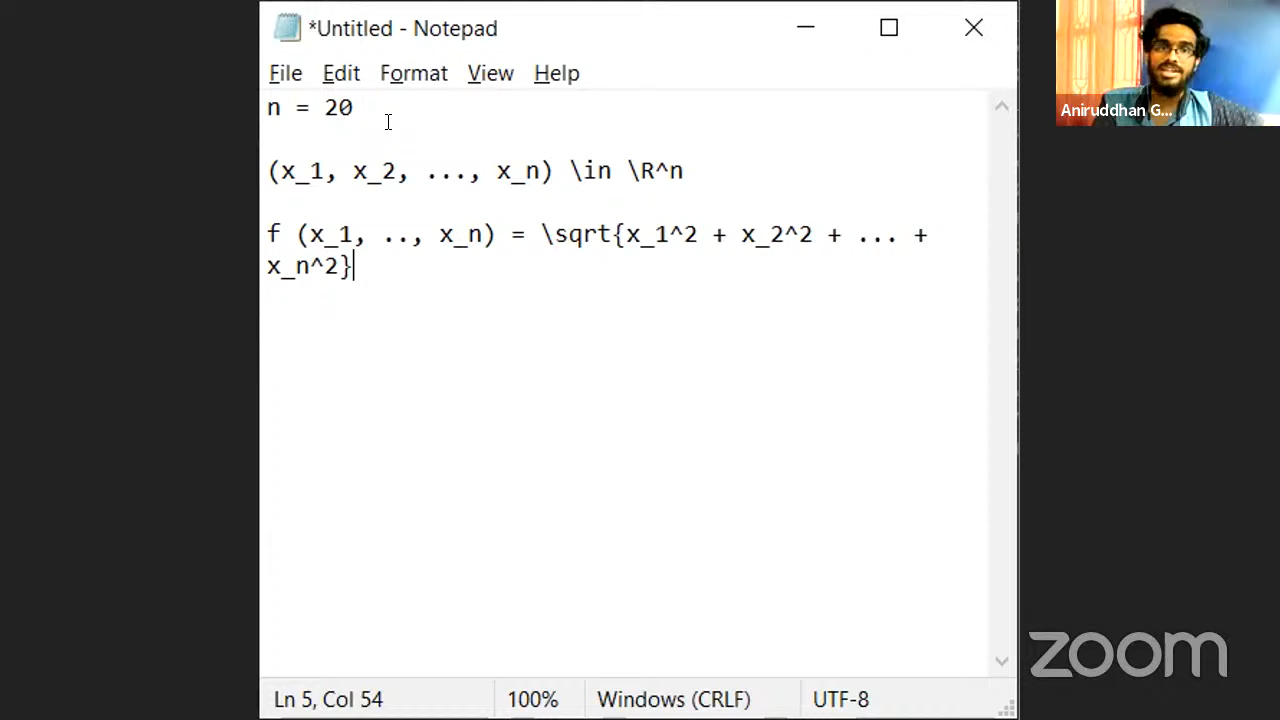 *Untitled - Notepad
File Edit Format View Help
n = 20
(x_1, x_2, ..., x_n) \in \R^n
f (x_1, .., x_n) = \sqrt{x_1^2 + x_2^2 + ... +
x_n^2}
Ln 5, Col 54 100% Windows (CRLF) UTF-8
Aniruddhan G...
zoom